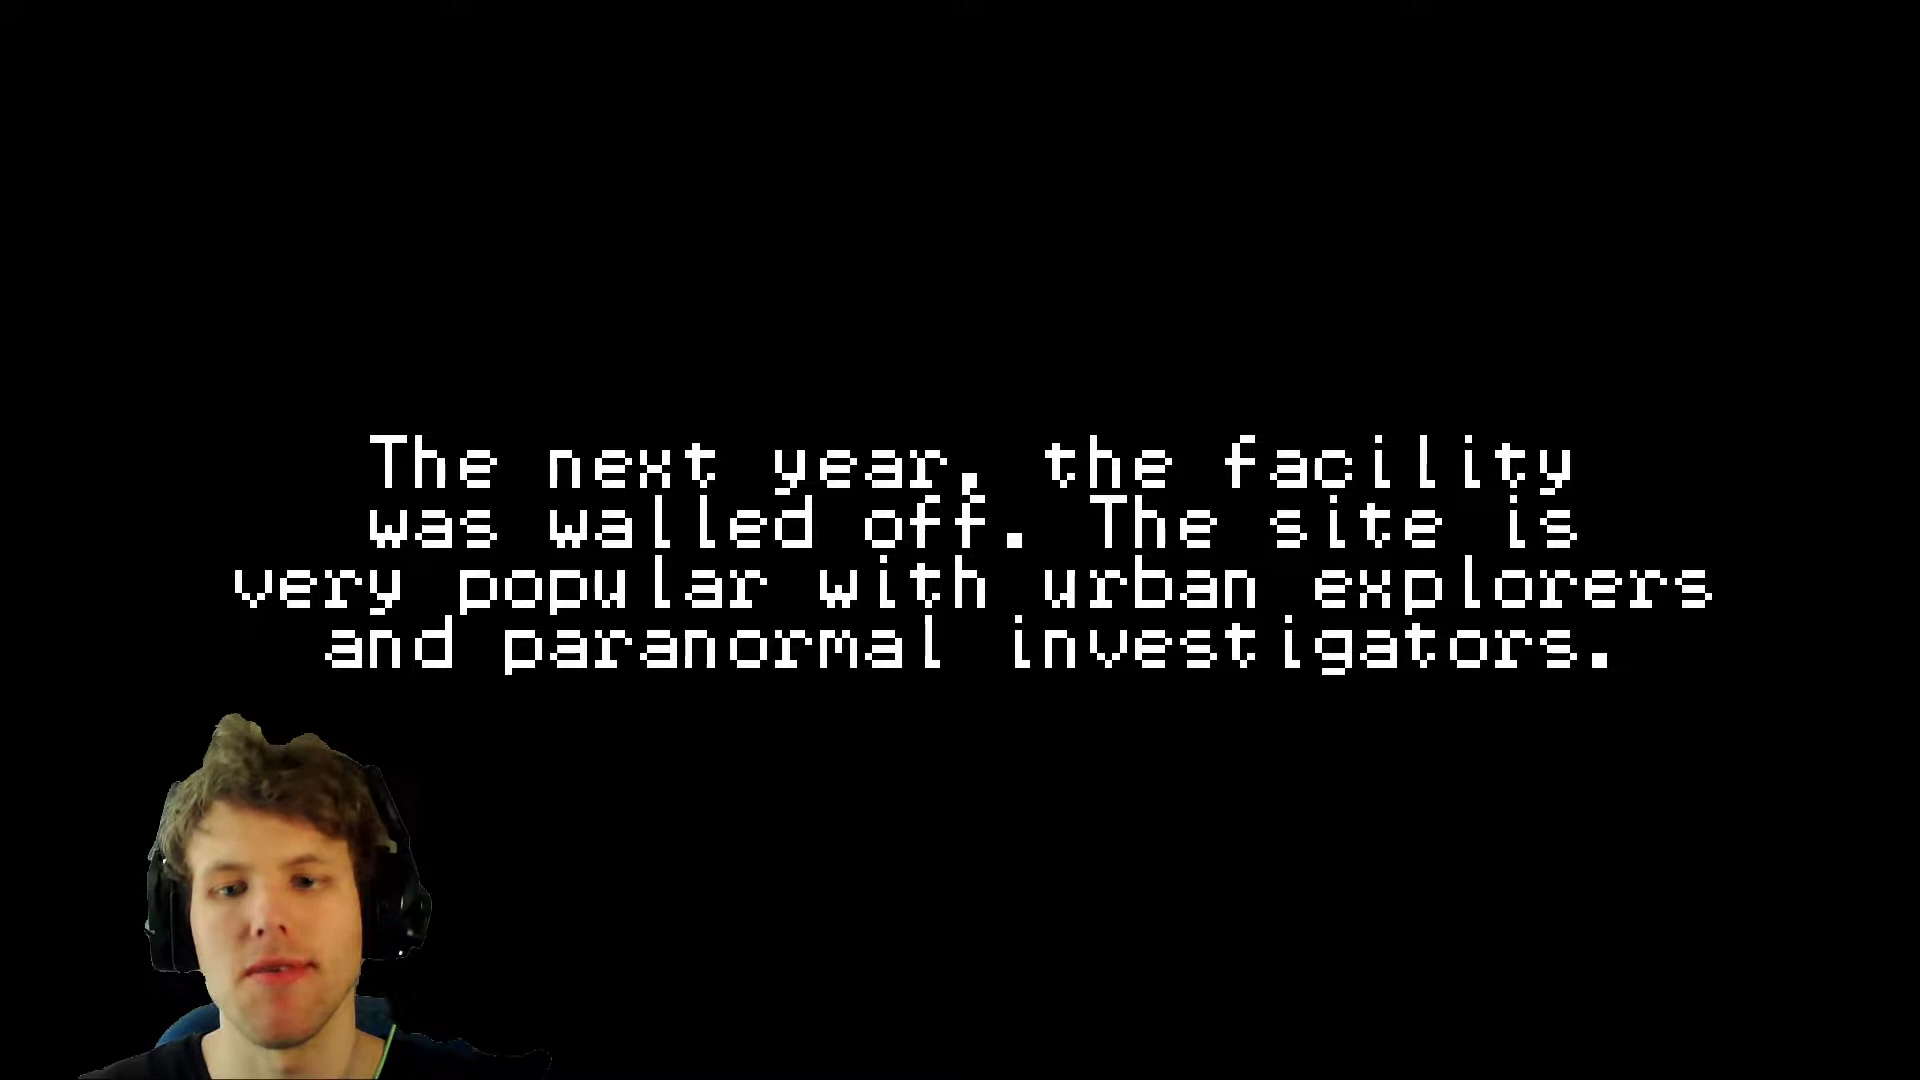 The next year, the facility
was walled off. The site is
very popular with urban explorers
and paranormal investigators.